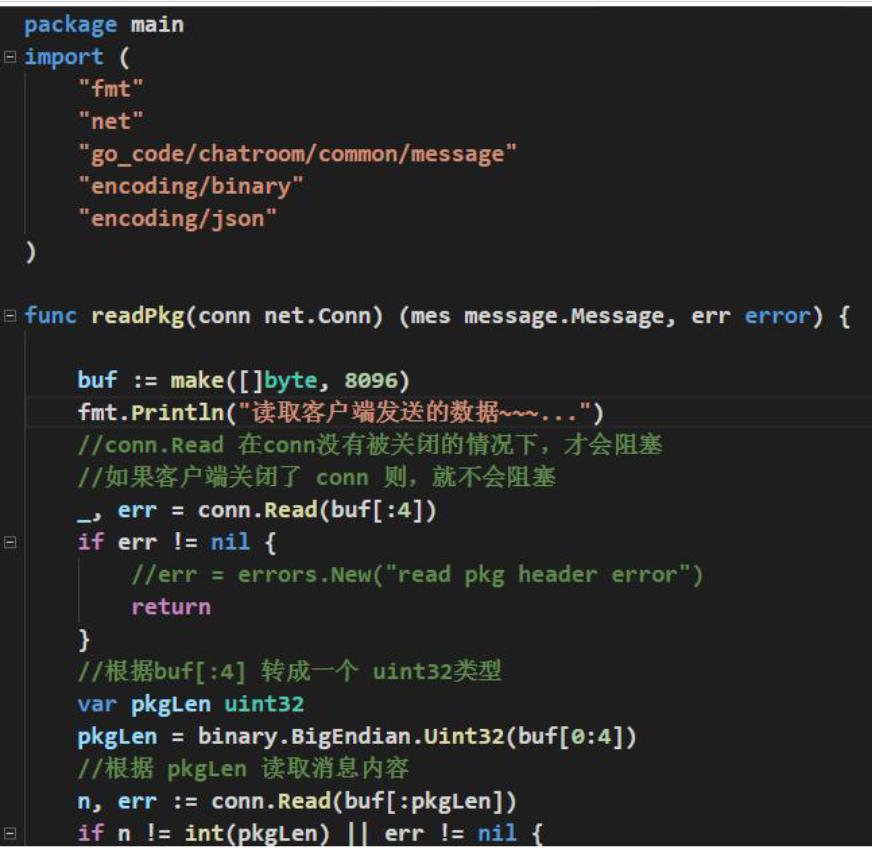 package main
import (
"fmt"
"net"
"go_code/chatroom/common/message"
"encoding/binary"
"encoding/json"
)
func readPkg(conn net.Conn) (mes message.Message, err error) {
buf := make([]byte, 8096)
fmt.Println("读取客户端发送的数据~~~...")
//conn.Read 在conn没有被关闭的情况下，才会阻塞
//如果客户端关闭了 conn 则，就不会阻塞
_, err = conn.Read(buf[:4])
if err != nil {
//err = errors.New("read pkg header error")
return
}
//根据buf[:4] 转成一个 uint32类型
var pkgLen uint32
pkgLen = binary.BigEndian.Uint32(buf[0:4])
//根据 pkgLen 读取消息内容
n, err := conn.Read(buf[:pkgLen])
if n != int(pkgLen) || err != nil {